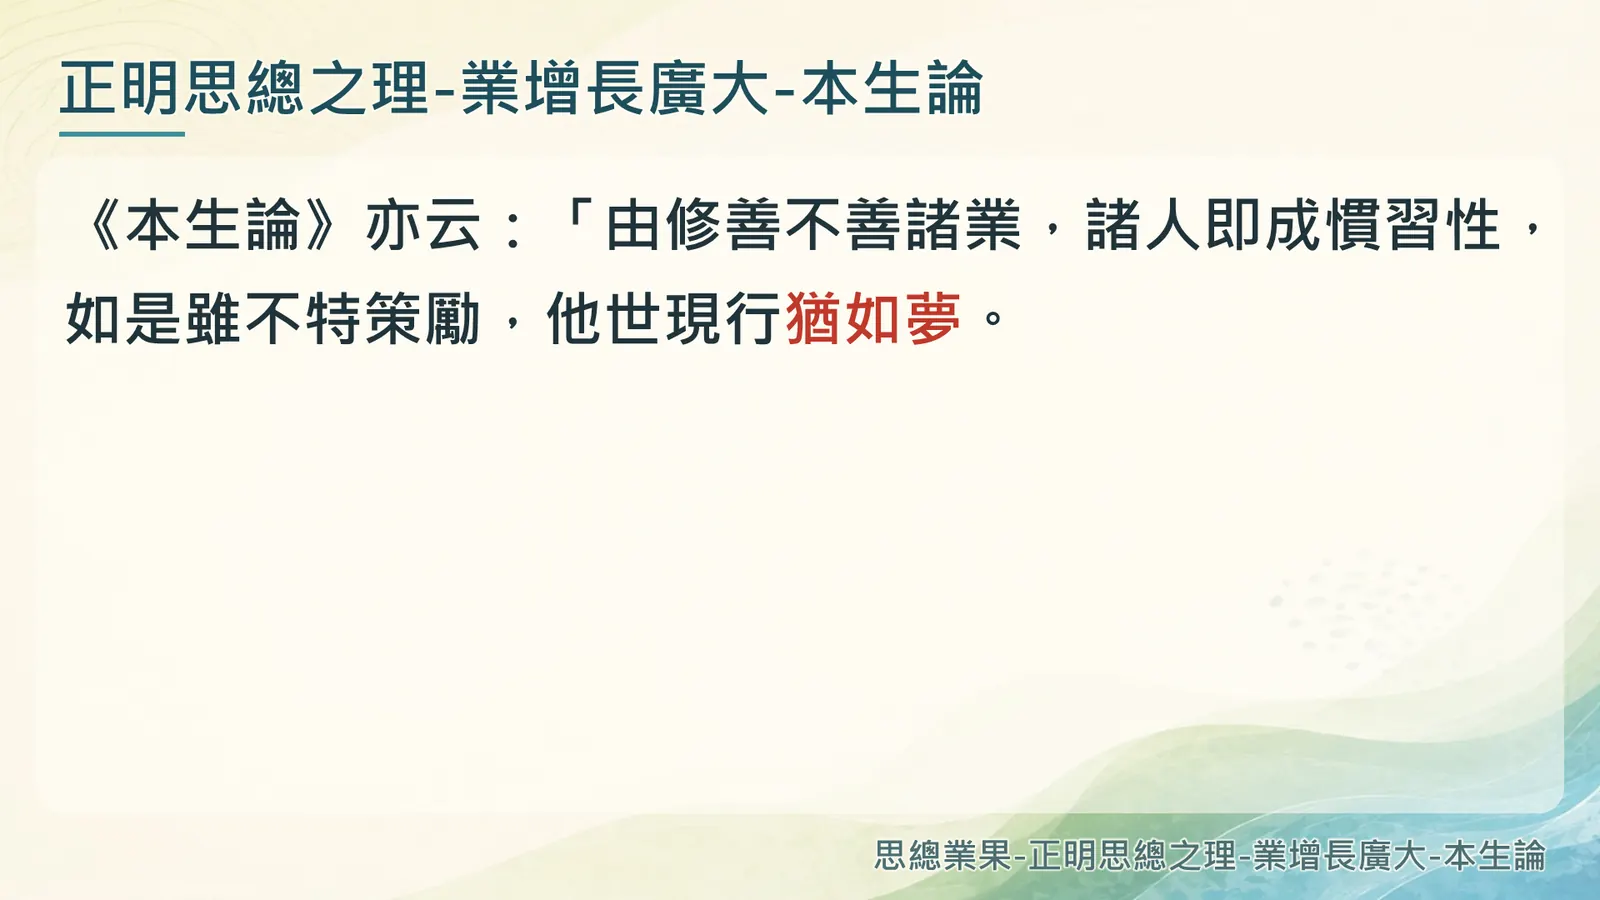 正明思總之理-業增長廣大-本生論
《本生論》亦云：「由修善不善諸業，諸人即成慣習性，
如是雖不特策勵，他世現行猶如夢。
思總業果-正明思總之理-業增長廣大-本生論